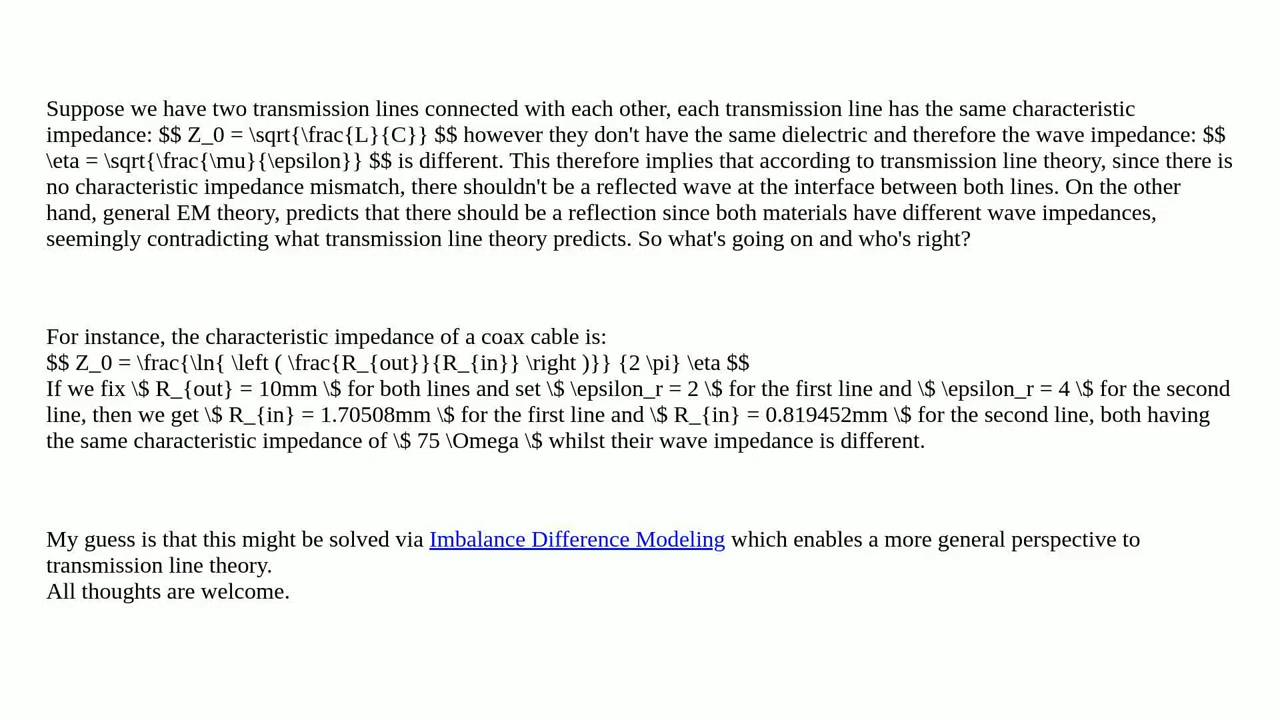 Suppose we have two transmission lines connected with each other, each transmission line has the same characteristic
impedance: $$ Z_0 = \sqrt{\frac{L}{C}} $$ however they don't have the same dielectric and therefore the wave impedance: $$
\eta = \sqrt{\frac{\mu}{\epsilon}} $$ is different. This therefore implies that according to transmission line theory, since there is
no characteristic impedance mismatch, there shouldn't be a reflected wave at the interface between both lines. On the other
hand, general EM theory, predicts that there should be a reflection since both materials have different wave impedances,
seemingly contradicting what transmission line theory predicts. So what's going on and who's right?
For instance, the characteristic impedance of a coax cable is:
$$ Z_0 = \frac{\ln{ \left ( \frac{R_{out}}{R_{in}} \right )}} {2 \pi} \eta $$
If we fix \$ R_{out} = 10mm \$ for both lines and set \$ \epsilon_r = 2 \$ for the first line and \$ \epsilon_r = 4 \$ for the second
line, then we get \$ R_{in} = 1.70508mm \$ for the first line and \$ R_{in} = 0.819452mm \$ for the second line, both having
the same characteristic impedance of \$ 75 \Omega \$ whilst their wave impedance is different.
My guess is that this might be solved via Imbalance Difference Modeling which enables a more general perspective to
transmission line theory.
All thoughts are welcome.